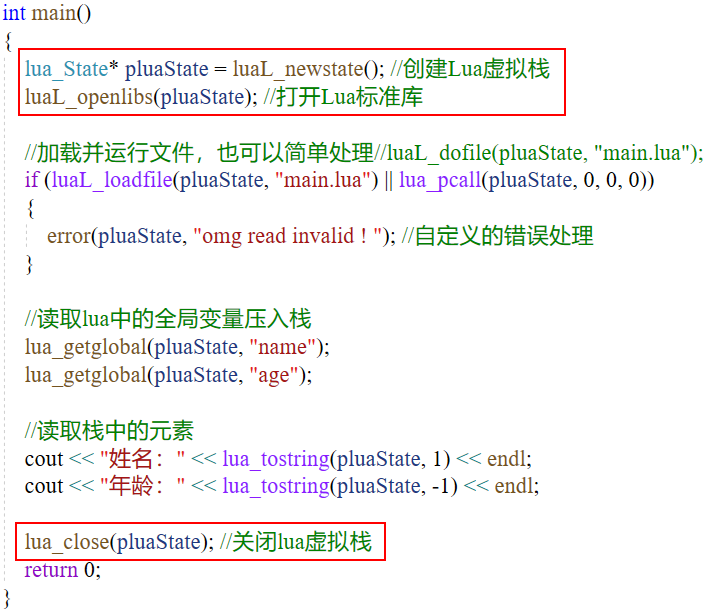 int main()
{
lua_State* pluaState = luaL_newstate(); //创建Lua虚拟栈
luaL_openlibs(pluaState); //打开Lua标准库
//加载并运行文件，也可以简单处理//luaL_dofile(pluaState, "main.lua");
if (luaL_loadfile(pluaState, "main.lua") || lua_pcall(pluaState, 0, 0, 0))
{
error(pluaState, "omg read invalid ! "); //自定义的错误处理
}
//读取lua中的全局变量压入栈
lua_getglobal(pluaState, "name");
lua_getglobal(pluaState, "age");
//读取栈中的元素
cout << "姓名：" << lua_tostring(pluaState, 1) << endl;
cout << "年龄：" << lua_tostring(pluaState, -1) << endl;
lua_close(pluaState); //关闭lua虚拟栈
return 0;
}